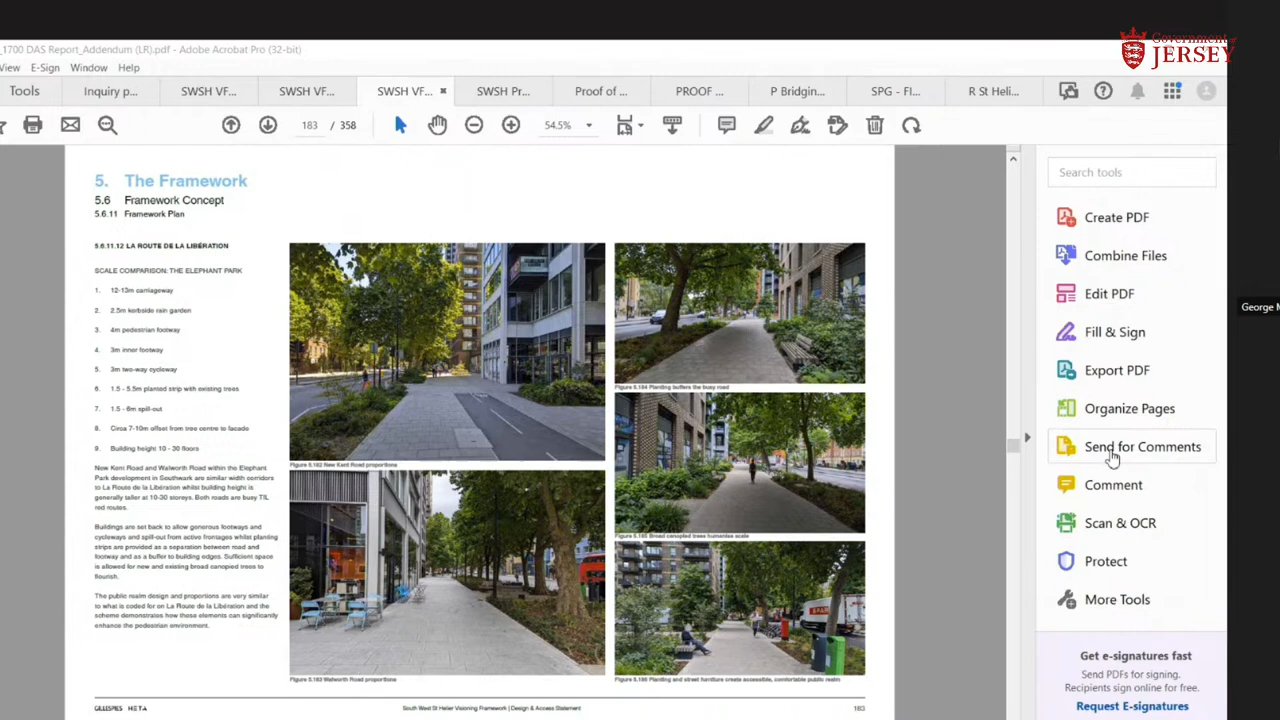 Government of
JERSEY
_1700 DAS Report_Addendum (LR).pdf - Adobe Acrobat Pro (32-bit)
View E-Sign Window Help
Tools Inquiry p... SWSH VF... SWSH VF... SWSH VF... SWSH Pr... Proof of ... PROOF ... P Bridgin... SPG - Fl... R St Heli...
183 / 358 54.5%
5. The Framework
5.6 Framework Concept
5.6.11 Framework Plan
5.6.11.12 LA ROUTE DE LA LIBÉRATION
SCALE COMPARISON: THE ELEPHANT PARK
1. 12-13m carriageway
2. 2.5m kerbside rain garden
3. 4m pedestrian footway
4. 3m inner footway
5. 3m two-way cycleway
6. 1.5 - 5.5m planted strip with existing trees
7. 1.5 - 6m spill-out
8. Circa 7-10m offset from tree centre to facade
9. Building height 10 - 30 floors
New Kent Road and Walworth Road within the Elephant
Park development in Southwark are similar width corridors
to La Route de la Libération whilst building height is
generally taller at 10-30 storeys. Both roads are busy TfL
red routes.
Buildings are set back to allow generous footways and
cycleways and spill-out from active frontages whilst planting
strips are provided as a separation between road and
footway and as a buffer to building edges. Sufficient space
is allowed for new and existing broad canopied trees to
flourish.
The public realm design and proportions are very similar
to what is coded for on La Route de la Libération and the
scheme demonstrates how these elements can significantly
enhance the pedestrian environment.
Figure 5.182 New Kent Road proportions
Figure 5.183 Walworth Road proportions
Figure 5.184 Planting buffers the busy road
Figure 5.185 Broad canopied trees humanise scale
Figure 5.186 Planting and street furniture create accessible, comfortable public realm
GILLESPIES HETA South West St Helier Visioning Framework | Design & Access Statement 183
Search tools
Create PDF
Combine Files
Edit PDF
Fill & Sign
Export PDF
Organize Pages
Send for Comments
Comment
Scan & OCR
Protect
More Tools
Get e-signatures fast
Send PDFs for signing.
Recipients sign online for free.
Request E-signatures
George M